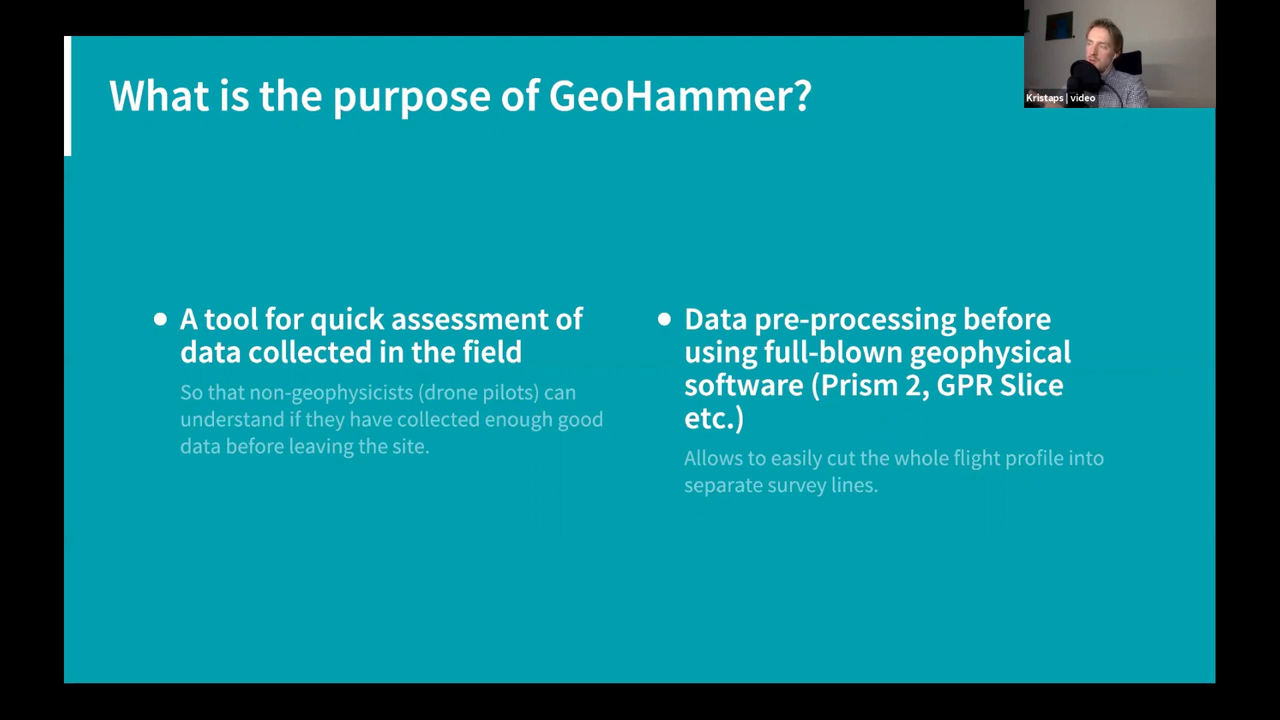 What is the purpose of GeoHammer?
Kristaps | video
● A tool for quick assessment of
data collected in the field
So that non-geophysicists (drone pilots) can
understand if they have collected enough good
data before leaving the site.
● Data pre-processing before
using full-blown geophysical
software (Prism 2, GPR Slice
etc.)
Allows to easily cut the whole flight profile into
separate survey lines.